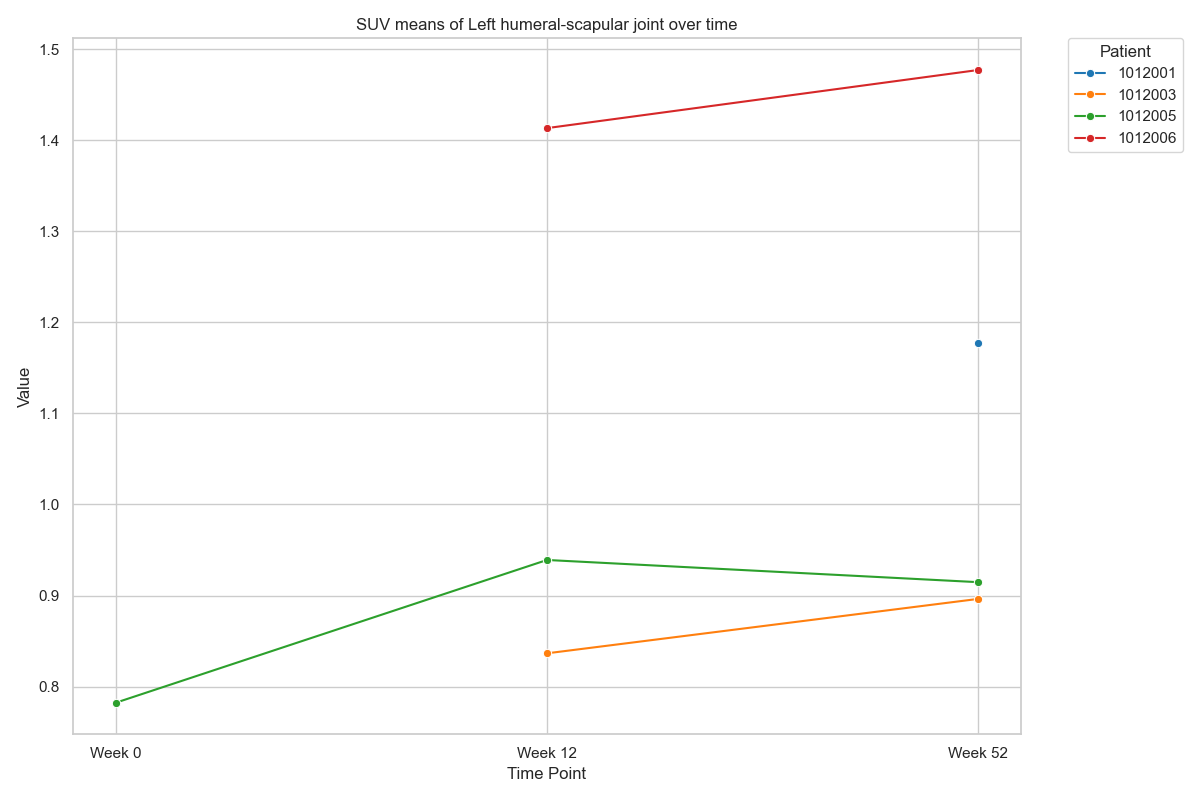 SUV means of Left humeral-scapular joint over time
Patient
1012001
1012003
1012005
1012006
1.5
1.4
1.3
1.2
1.1
1.0
0.9
0.8
Value
Week 0
Week 12
Week 52
Time Point